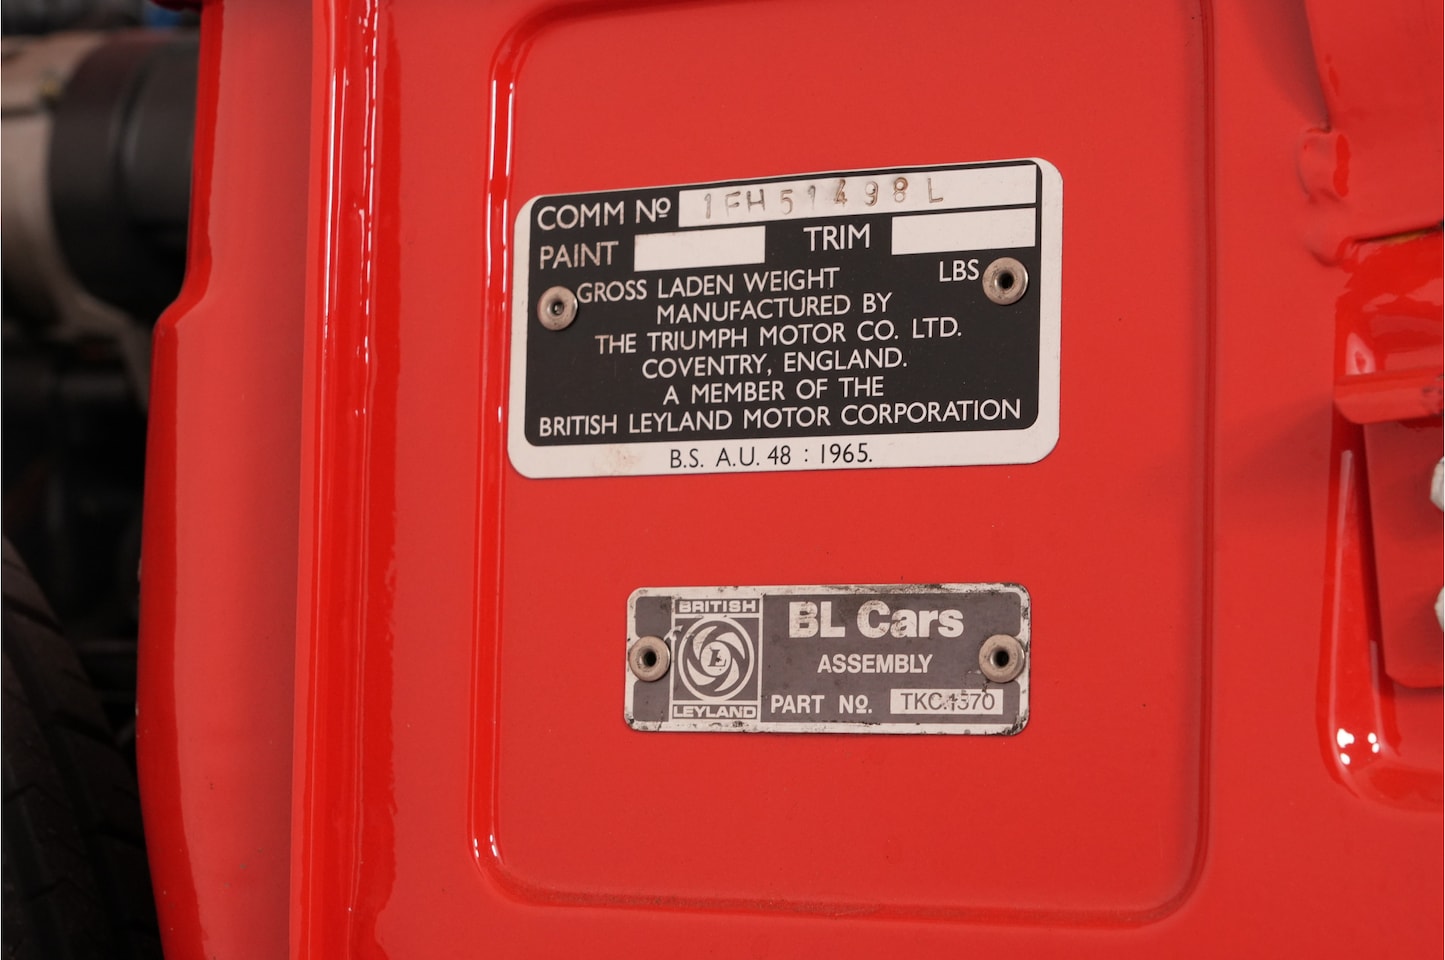 COMM Nº 1FH51498L
PAINT TRIM
GROSS LADEN WEIGHT LBS
MANUFACTURED BY
THE TRIUMPH MOTOR CO. LTD.
COVENTRY, ENGLAND.
A MEMBER OF THE
BRITISH LEYLAND MOTOR CORPORATION
B.S. A.U. 48 : 1965.
BRITISH
L
LEYLAND
BL Cars
ASSEMBLY
PART Nº.